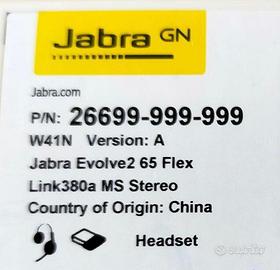 Jabra GN
Jabra.com
P/N: 26699-999-999
W41N Version: A
Jabra Evolve2 65 Flex
Link380a MS Stereo
Country of Origin: China
Headset
subito